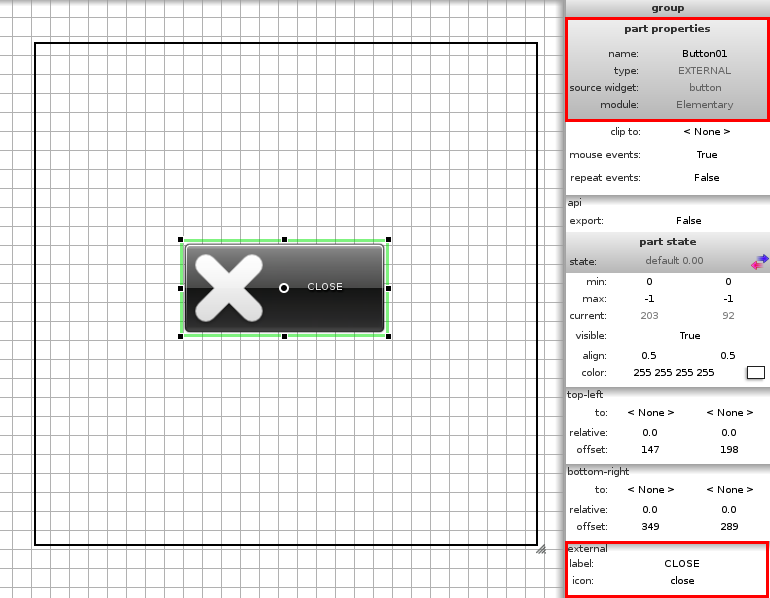 group
part properties
name: Button01
type: EXTERNAL
source widget: button
module: Elementary
clip to: < None >
mouse events: True
repeat events: False
api
export: False
part state
state: default 0.00
min: 0 0
max: -1 -1
current: 203 92
visible: True
align: 0.5 0.5
color: 255 255 255 255
top-left
to: < None > < None >
relative: 0.0 0.0
offset: 147 198
bottom-right
to: < None > < None >
relative: 0.0 0.0
offset: 349 289
external
label: CLOSE
icon: close
CLOSE